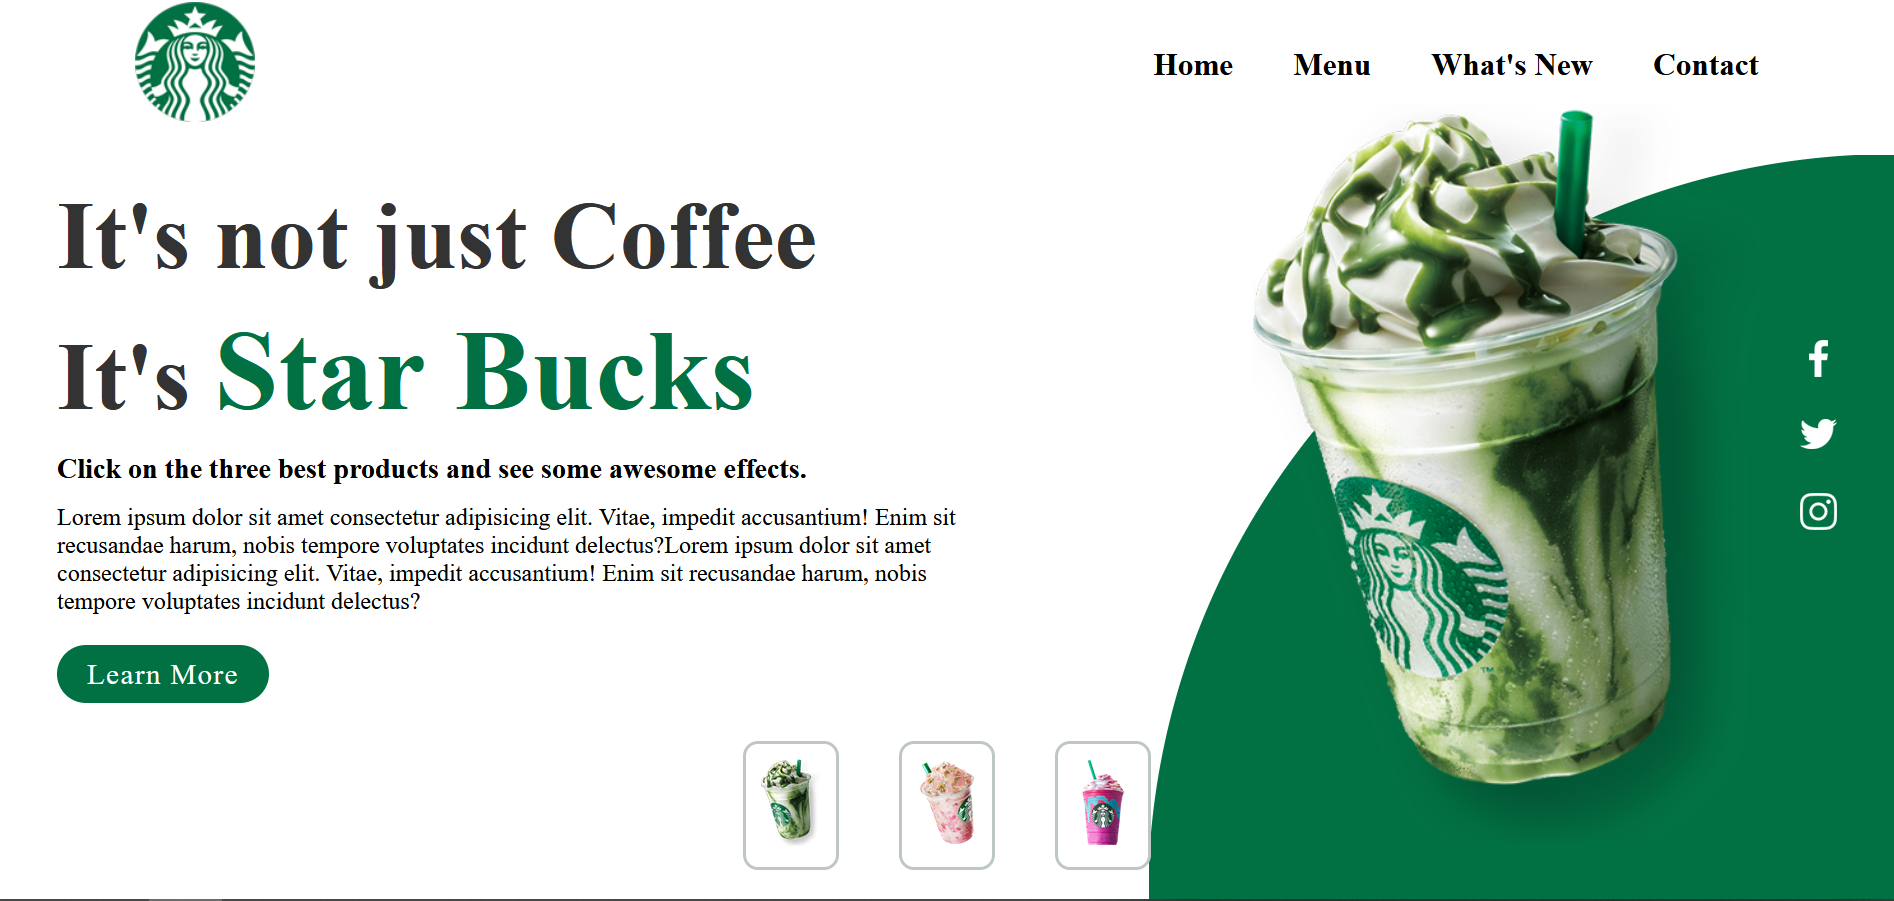 Home Menu What's New Contact
It's not just Coffee
It's Star Bucks
Click on the three best products and see some awesome effects.
Lorem ipsum dolor sit amet consectetur adipisicing elit. Vitae, impedit accusantium! Enim sit
recusandae harum, nobis tempore voluptates incidunt delectus?Lorem ipsum dolor sit amet
consectetur adipisicing elit. Vitae, impedit accusantium! Enim sit recusandae harum, nobis
tempore voluptates incidunt delectus?
Learn More
TM